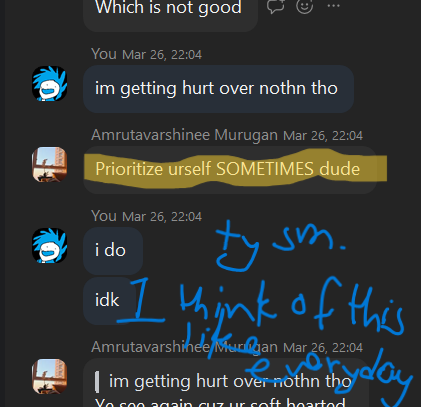 Which is not good
You Mar 26, 22:04
im getting hurt over nothn tho
Amrutavarshinee Murugan Mar 26, 22:04
Prioritize urself SOMETIMES dude
You Mar 26, 22:04
i do
ty sm.
idk
I think of this
like
everyday
Amrutavarshinee Murugan Mar 26, 22:04
im getting hurt over nothn tho
Ye see again cuz ur soft hearted